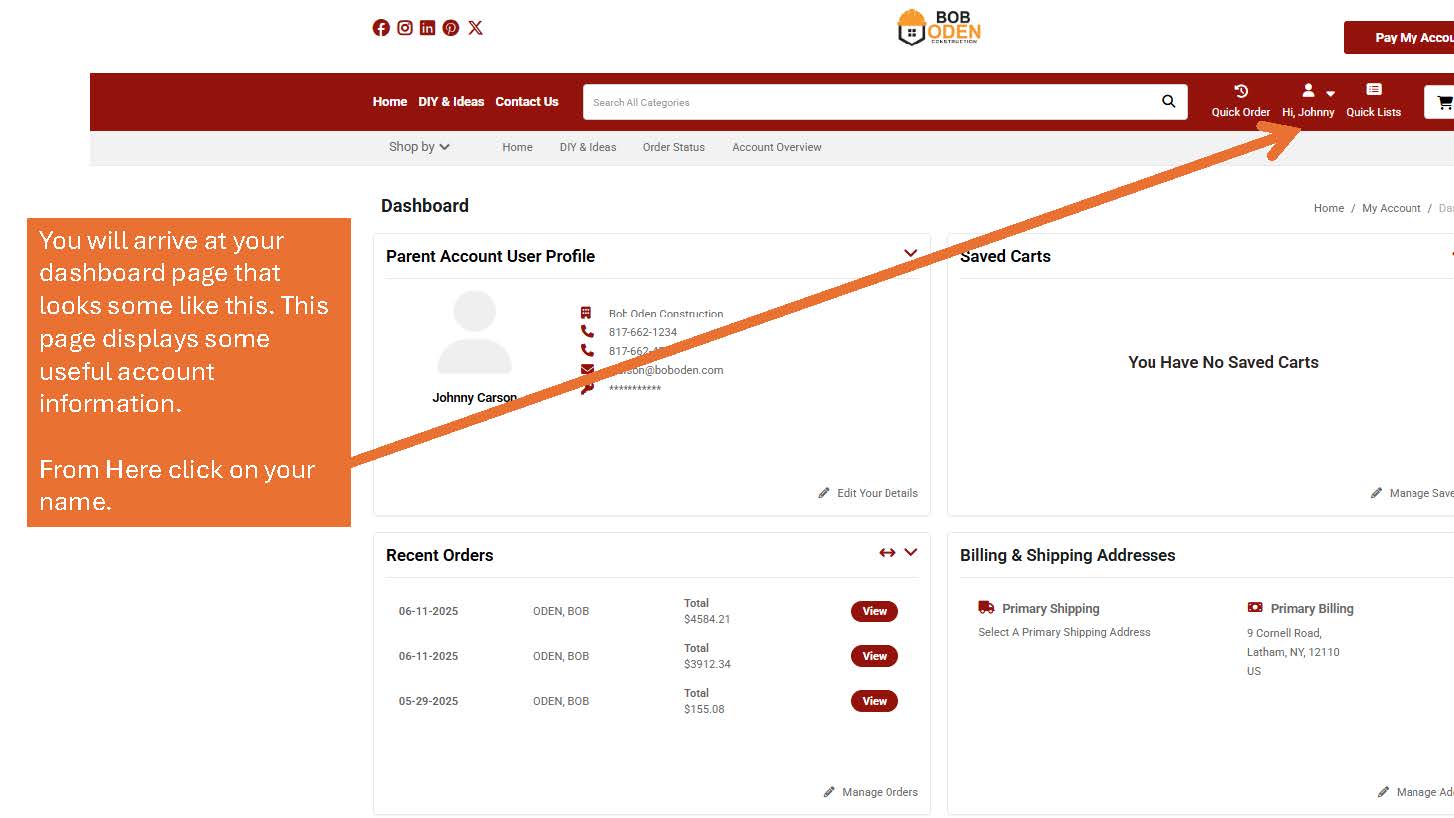 BOB
ODEN
CONSTRUCTION
Pay My Accou
Home DIY & Ideas Contact Us
Search All Categories
Quick Order Hi, Johnny Quick Lists
Shop by Home DIY & Ideas Order Status Account Overview
Dashboard
Home / My Account / Da
You will arrive at your
dashboard page that
looks some like this. This
page displays some
useful account
information.
From Here click on your
name.
Parent Account User Profile
Bob Oden Construction
817-662-1234
817-662-
@boboden.com
***********
Johnny Carson
Edit Your Details
Saved Carts
You Have No Saved Carts
Manage Save
Recent Orders
06-11-2025 ODEN, BOB Total $4584.21 View
06-11-2025 ODEN, BOB Total $3912.34 View
05-29-2025 ODEN, BOB Total $155.08 View
Manage Orders
Billing & Shipping Addresses
Primary Shipping
Select A Primary Shipping Address
Primary Billing
9 Cornell Road,
Latham, NY, 12110
US
Manage Ad